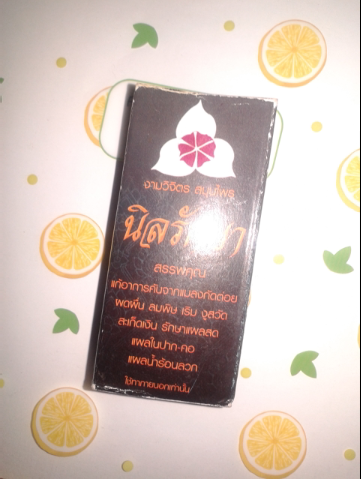 งามวิจิตร สมุนไพร
สรรพคุณ
แก้อาการคันจากแมลงกัดต่อย
ผดผื่น ลมพิษ เริม งูสวัด
สะเก็ดเงิน รักษาแผลสด
แผลในปาก-คอ
แผลน้ำร้อนลวก
ใช้ทาภายนอกเท่านั้น